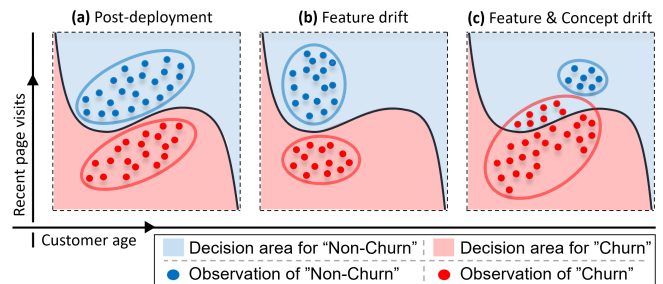 (a) Post-deployment
(b) Feature drift
(c) Feature & Concept drift
Recent page visits
Customer age
Decision area for “Non-Churn”
Decision area for ”Churn”
Observation of ”Non-Churn”
Observation of ”Churn”